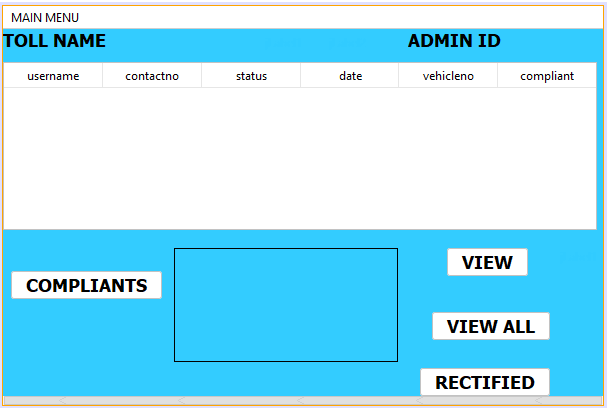 MAIN MENU
TOLL NAME ADMIN ID
username contactno status date vehicleno compliant
VIEW
COMPLIANTS
VIEW ALL
RECTIFIED